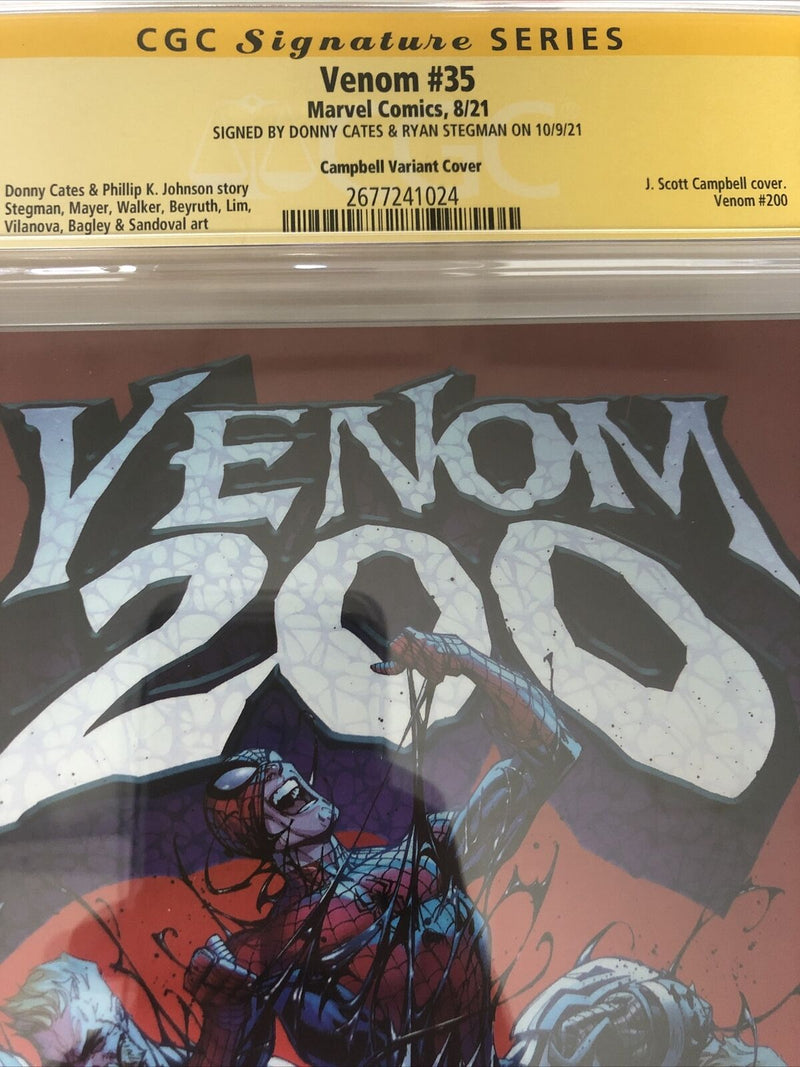 CGC Signature SERIES
Venom #35
Marvel Comics, 8/21
SIGNED BY DONNY CATES & RYAN STEGMAN ON 10/9/21
Campbell Variant Cover
2677241024
Donny Cates & Phillip K. Johnson story
Stegman, Mayer, Walker, Beyruth, Lim,
Vilanova, Bagley & Sandoval art
J. Scott Campbell cover.
Venom #200
CGC
VENOM
200